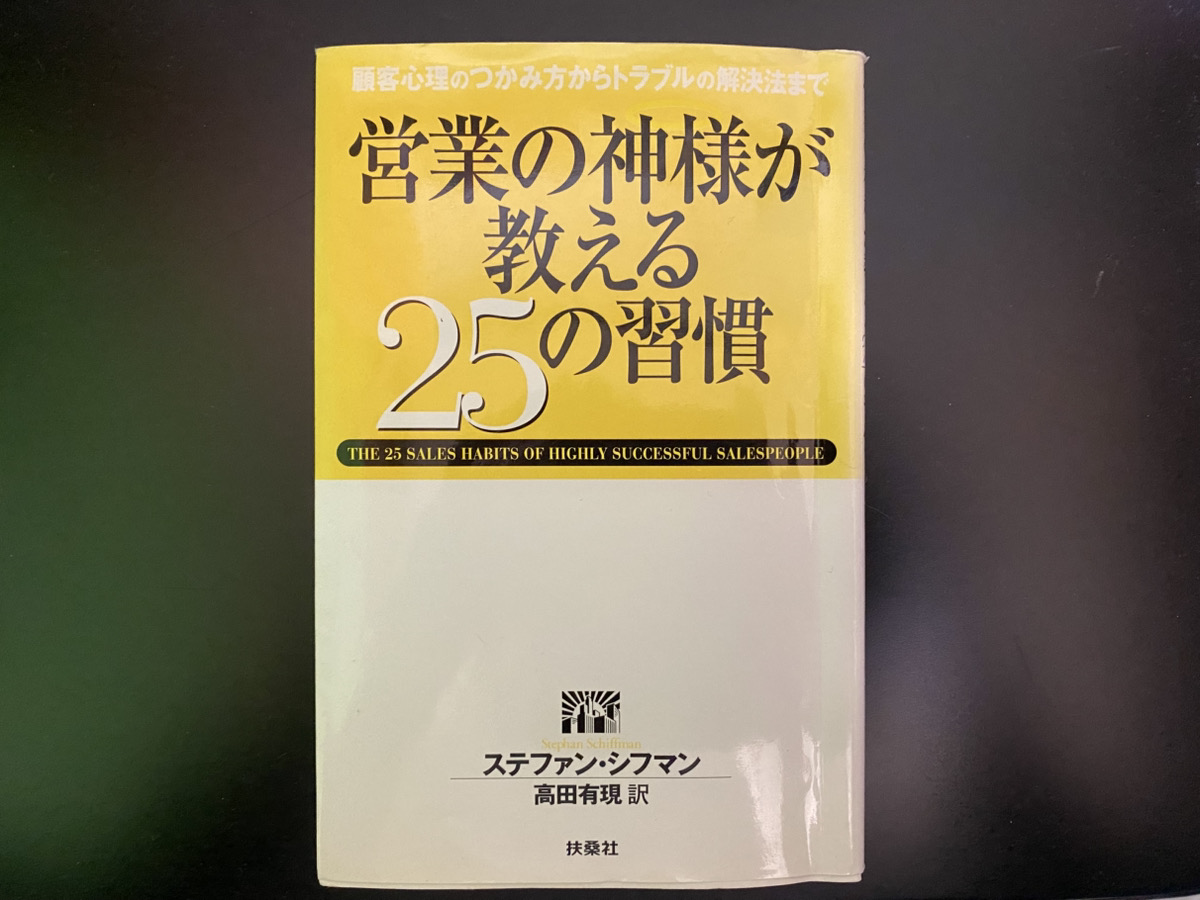 顧客心理のつかみ方からトラブルの解決法まで
営業の神様が
教える
25の習慣
THE 25 SALES HABITS OF HIGHLY SUCCESSFUL SALESPEOPLE
Stephan Schiffman
ステファン・シフマン
高田有現 訳
扶桑社